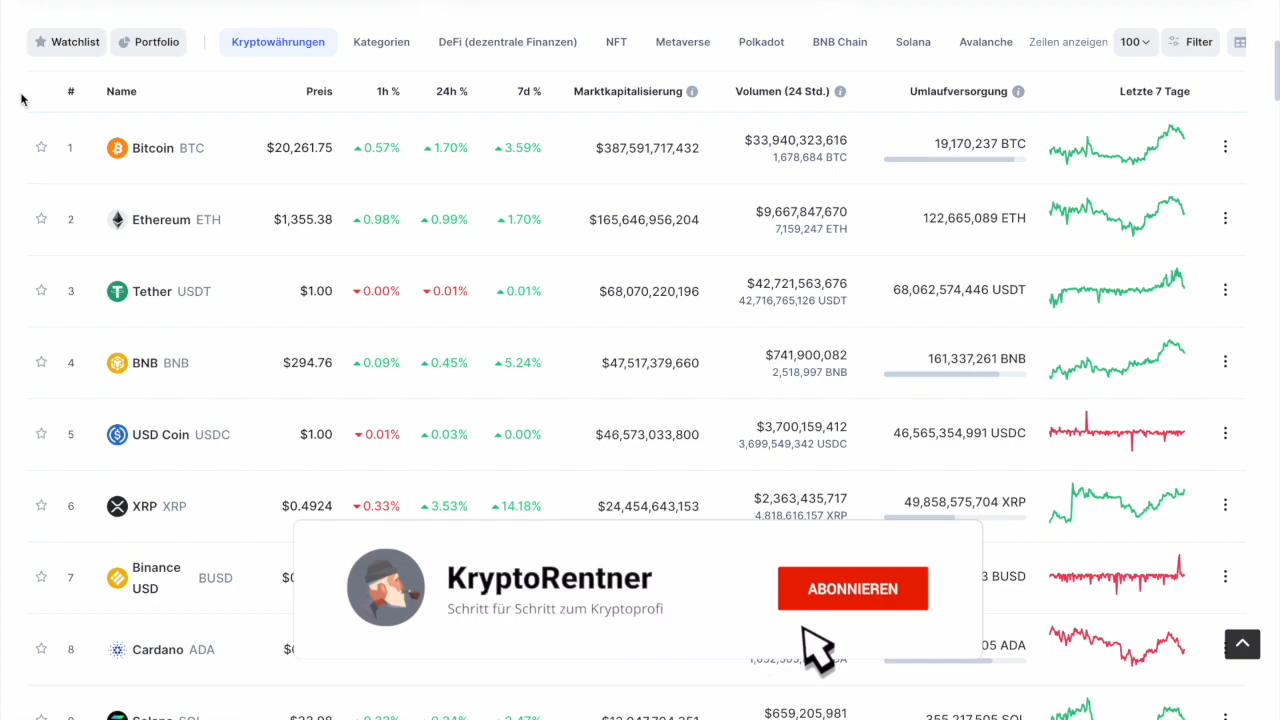 Watchlist Portfolio Kryptowährungen Kategorien DeFi (dezentrale Finanzen) NFT Metaverse Polkadot BNB Chain Solana Avalanche Zeilen anzeigen 100 Filter
# Name Preis 1h % 24h % 7d % Marktkapitalisierung Volumen (24 Std.) Umlaufversorgung Letzte 7 Tage
1 Bitcoin BTC $20,261.75 0.57% 1.70% 3.59% $387,591,717,432 $33,940,323,616 19,170,237 BTC
1,678,684 BTC
2 Ethereum ETH $1,355.38 0.98% 0.99% 1.70% $165,646,956,204 $9,667,847,670 122,665,089 ETH
7,159,247 ETH
3 Tether USDT $1.00 0.00% 0.01% 0.01% $68,070,220,196 $42,721,563,676 68,062,574,446 USDT
42,716,765,126 USDT
4 BNB BNB $294.76 0.09% 0.45% 5.24% $47,517,379,660 $741,900,082 161,337,261 BNB
2,518,997 BNB
5 USD Coin USDC $1.00 0.01% 0.03% 0.00% $46,573,033,800 $3,700,159,412 46,565,354,991 USDC
3,699,549,342 USDC
6 XRP XRP $0.4924 0.33% 3.53% 14.18% $24,454,643,153 $2,363,435,717 49,858,575,704 XRP
4,818,616,157 XRP
7 Binance USD BUSD BUSD
KryptoRentner
Schritt für Schritt zum Kryptoprofi
ABONNIEREN
8 Cardano ADA ADA
$659,205,981